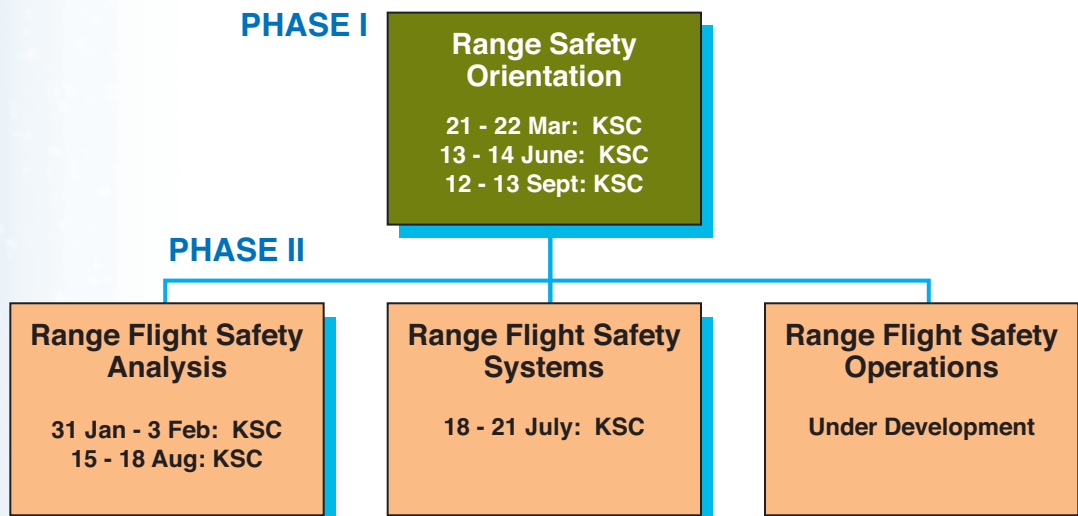 PHASE I
Range Safety
Orientation
21 - 22 Mar: KSC
13 - 14 June: KSC
12 - 13 Sept: KSC
PHASE II
Range Flight Safety
Analysis
31 Jan - 3 Feb: KSC
15 - 18 Aug: KSC
Range Flight Safety
Systems
18 - 21 July: KSC
Range Flight Safety
Operations
Under Development